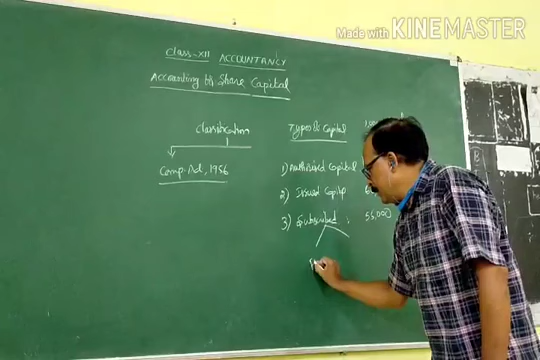 Made with KINEMASTER
Class-XII ACCOUNTANCY
Accounting of Share Capital
Classification
Comp. Act, 1956
Types of Capital
1) Authorised Capital
2) Issued Capital
3) Subscribed : 55,000